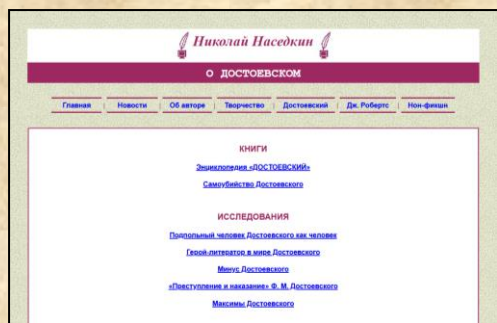 Николай Наседкин
О ДОСТОЕВСКОМ
Главная | Новости | Об авторе | Творчество | Достоевский | Дж. Робертс | Нон-фикшн
КНИГИ
Энциклопедия «ДОСТОЕВСКИЙ»
Самоубийство Достоевского
ИССЛЕДОВАНИЯ
Подпольный человек Достоевского как человек
Герой-литератор в мире Достоевского
Минус Достоевского
«Преступление и наказание» Ф. М. Достоевского
Максимы Достоевского